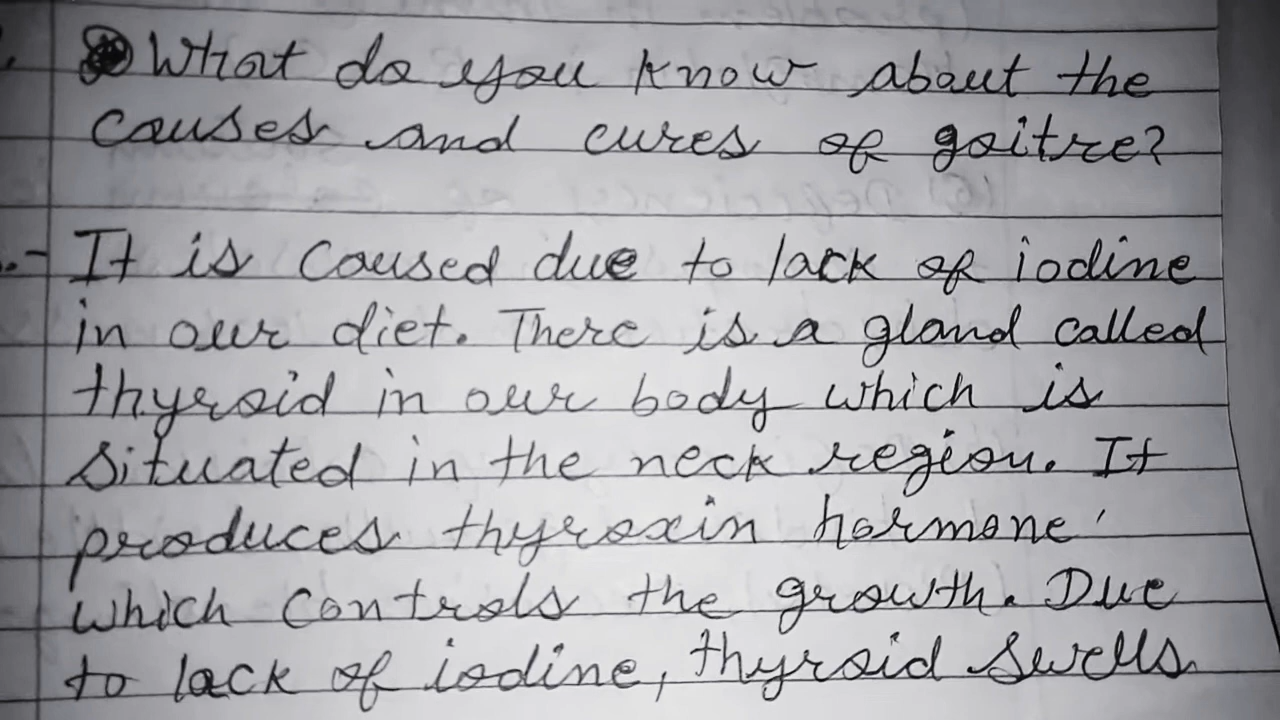 What do you know about the
causes and cures of goitre?
It is caused due to lack of iodine
in our diet. There is a gland called
thyroid in our body which is
situated in the neck region. It
produces thyroxin hormone
which controls the growth. Due
to lack of iodine, thyroid swells